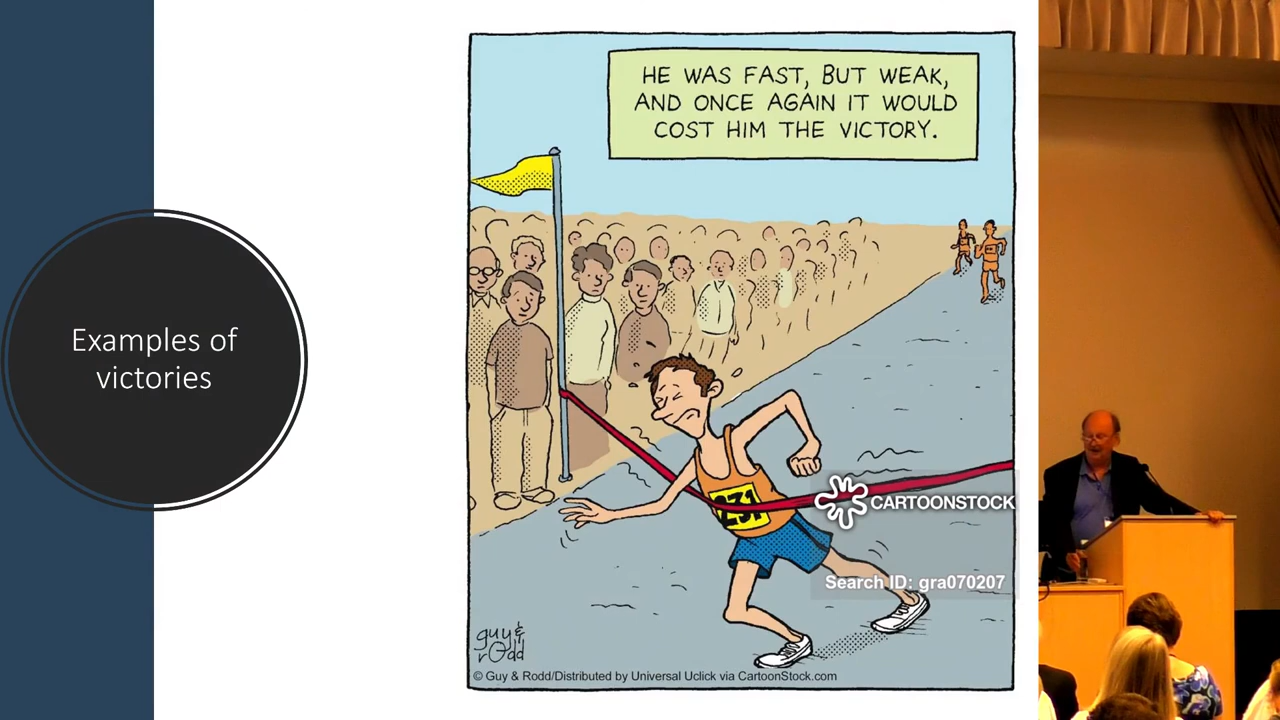 Examples of
victories
HE WAS FAST, BUT WEAK,
AND ONCE AGAIN IT WOULD
COST HIM THE VICTORY.
231
CARTOONSTOCK
Search ID: gra070207
guy &
rodd
© Guy & Rodd/Distributed by Universal Uclick via CartoonStock.com